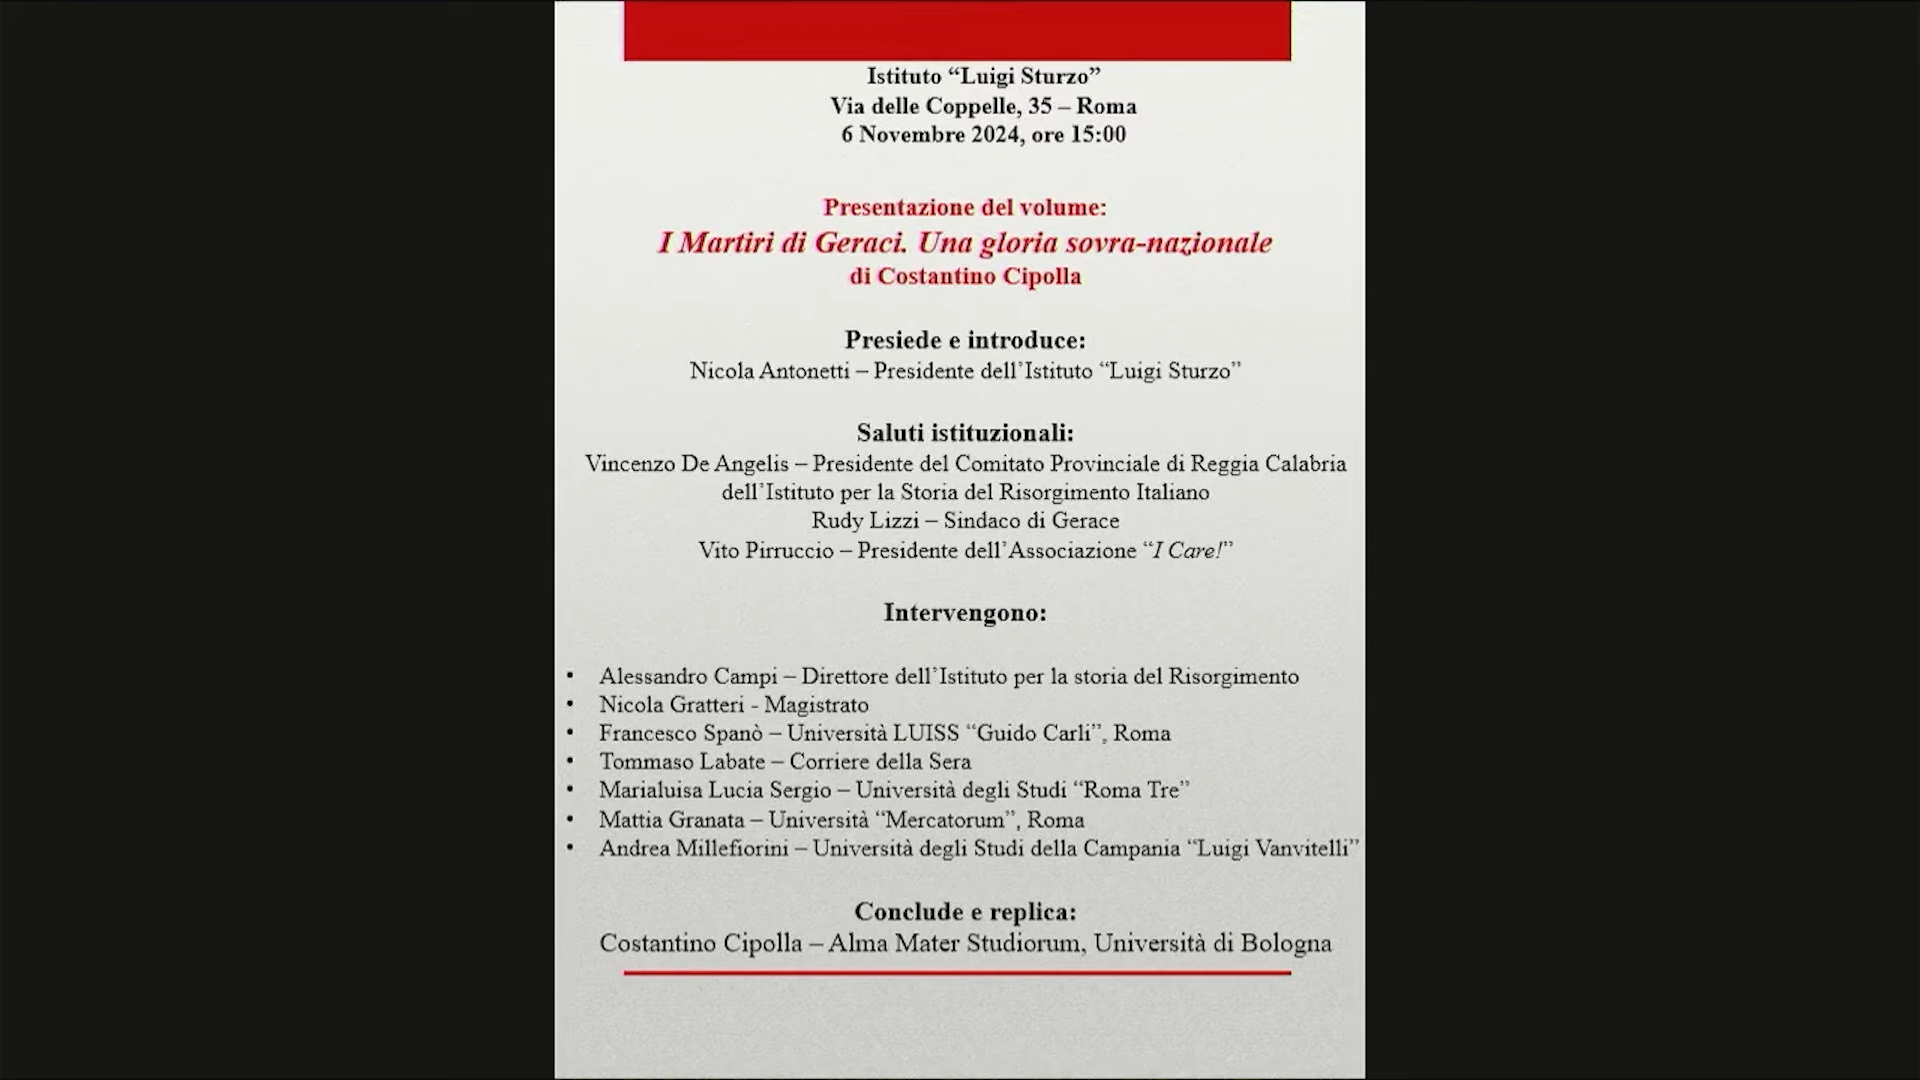 Istituto “Luigi Sturzo”
Via delle Coppelle, 35 – Roma
6 Novembre 2024, ore 15:00
Presentazione del volume:
I Martiri di Geraci. Una gloria sovra-nazionale
di Costantino Cipolla
Presiede e introduce:
Nicola Antonetti – Presidente dell’Istituto “Luigi Sturzo”
Saluti istituzionali:
Vincenzo De Angelis – Presidente del Comitato Provinciale di Reggia Calabria
dell’Istituto per la Storia del Risorgimento Italiano
Rudy Lizzi – Sindaco di Gerace
Vito Pirruccio – Presidente dell’Associazione “I Care!”
Intervengono:
• Alessandro Campi – Direttore dell’Istituto per la storia del Risorgimento
• Nicola Gratteri - Magistrato
• Francesco Spanò – Università LUISS “Guido Carli”, Roma
• Tommaso Labate – Corriere della Sera
• Marialuisa Lucia Sergio – Università degli Studi “Roma Tre”
• Mattia Granata – Università “Mercatorum”, Roma
• Andrea Millefiorini – Università degli Studi della Campania “Luigi Vanvitelli”
Conclude e replica:
Costantino Cipolla – Alma Mater Studiorum, Università di Bologna